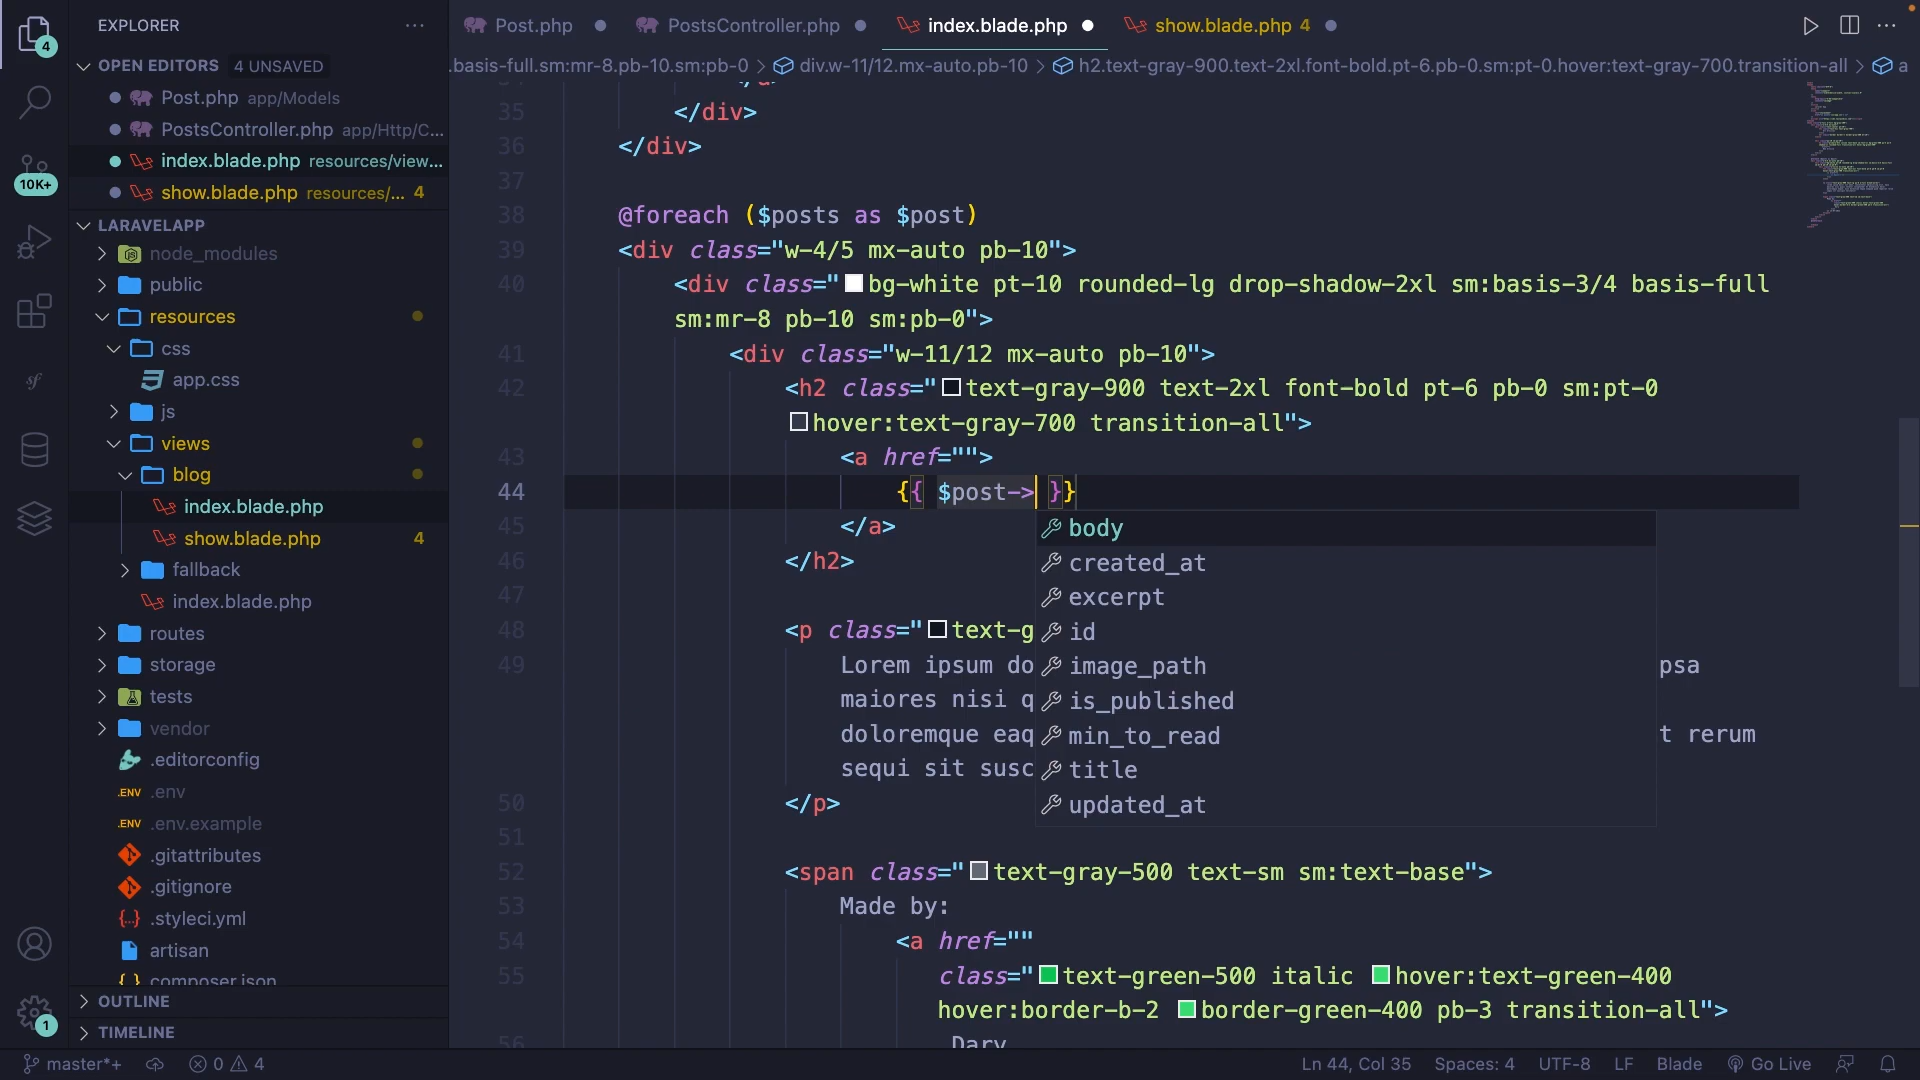 EXPLORER
Post.php
PostsController.php
index.blade.php
show.blade.php 4
4
OPEN EDITORS 4 UNSAVED
.basis-full.sm:mr-8.pb-10.sm:pb-0 > div.w-11/12.mx-auto.pb-10 > h2.text-gray-900.text-2xl.font-bold.pt-6.pb-0.sm:pt-0.hover:text-gray-700.transition-all > a
Post.php app/Models
PostsController.php app/Http/C...
index.blade.php resources/view...
show.blade.php resources/... 4
10K+
LARAVELAPP
node_modules
public
resources
css
app.css
js
views
blog
index.blade.php
show.blade.php 4
fallback
index.blade.php
routes
storage
tests
vendor
.editorconfig
.ENV .env
.ENV .env.example
.gitattributes
.gitignore
.styleci.yml
artisan
composer.json
OUTLINE
TIMELINE
1
35 </div>
36 </div>
37
38 @foreach ($posts as $post)
39 <div class="w-4/5 mx-auto pb-10">
40 <div class="bg-white pt-10 rounded-lg drop-shadow-2xl sm:basis-3/4 basis-full
sm:mr-8 pb-10 sm:pb-0">
41 <div class="w-11/12 mx-auto pb-10">
42 <h2 class="text-gray-900 text-2xl font-bold pt-6 pb-0 sm:pt-0
hover:text-gray-700 transition-all">
43 <a href="">
44 {{ $post-> }}
45 </a>
46 </h2>
47
48 <p class="text-g
49 Lorem ipsum do psa
maiores nisi q
doloremque eaq t rerum
sequi sit susc
50 </p>
51
52 <span class="text-gray-500 text-sm sm:text-base">
53 Made by:
54 <a href=""
55 class="text-green-500 italic hover:text-green-400
hover:border-b-2 border-green-400 pb-3 transition-all">
56 Dary
body
created_at
excerpt
id
image_path
is_published
min_to_read
title
updated_at
master*+ 0 4 Ln 44, Col 35 Spaces: 4 UTF-8 LF Blade Go Live